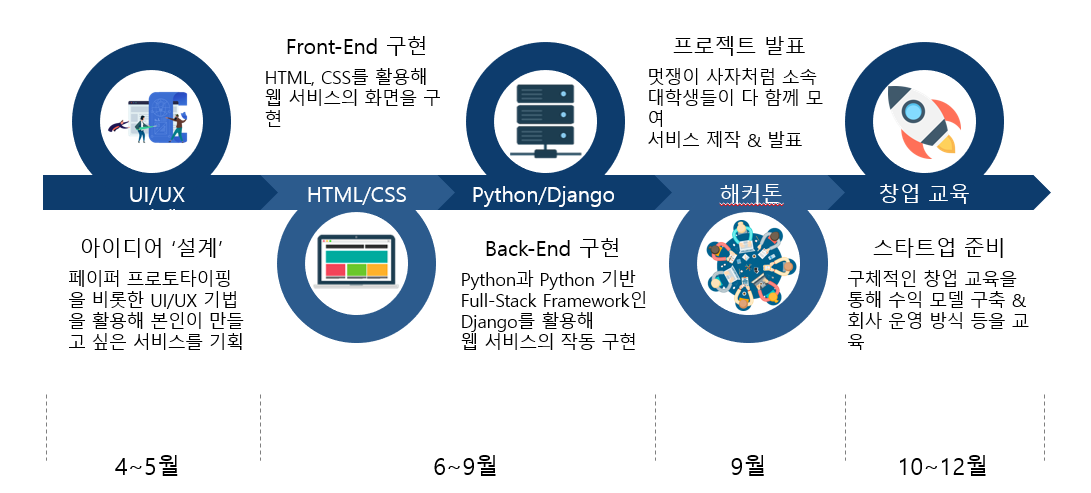 Front-End 구현
HTML, CSS를 활용해
웹 서비스의 화면을 구
현
프로젝트 발표
멋쟁이 사자처럼 소속
대학생들이 다 함께 모
여
서비스 제작 & 발표
UI/UX
HTML/CSS
Python/Django
해커톤
창업 교육
아이디어 ‘설계’
페이퍼 프로토타이핑
을 비롯한 UI/UX 기법
을 활용해 본인이 만들
고 싶은 서비스를 기획
Back-End 구현
Python과 Python 기반
Full-Stack Framework인
Django를 활용해
웹 서비스의 작동 구현
스타트업 준비
구체적인 창업 교육을
통해 수익 모델 구축 &
회사 운영 방식 등을 교
육
4~5월
6~9월
9월
10~12월